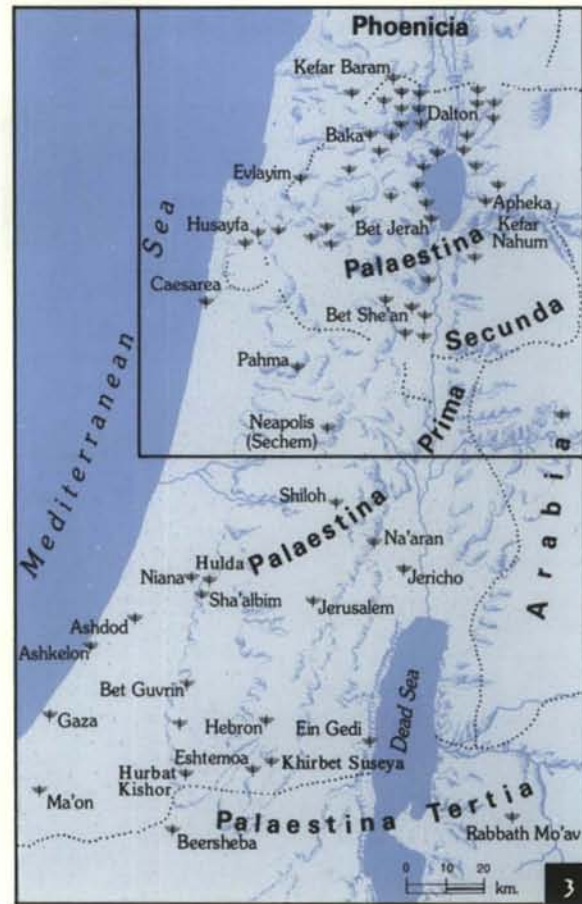 Phoenicia
Kefar Baram
Dalton
Baka
Evlayim
Apheka
Husayfa
Bet Jerah
Kefar
Nahum
Palaestina
Secunda
Caesarea
Bet She'an
Pahma
Neapolis
(Sechem)
Prima
Mediterranean Sea
Shiloh
Palaestina
Arabia
Na'aran
Hulda
Niana
Jericho
Sha'albim
Jerusalem
Ashdod
Ashkelon
Bet Guvrin
Dead Sea
Gaza
Hebron
Ein Gedi
Eshtemoa
Khirbet Suseya
Hurbat
Kishor
Ma'on
Palaestina Tertia
Beersheba
Rabbath Mo'av
0 10 20
km.
3